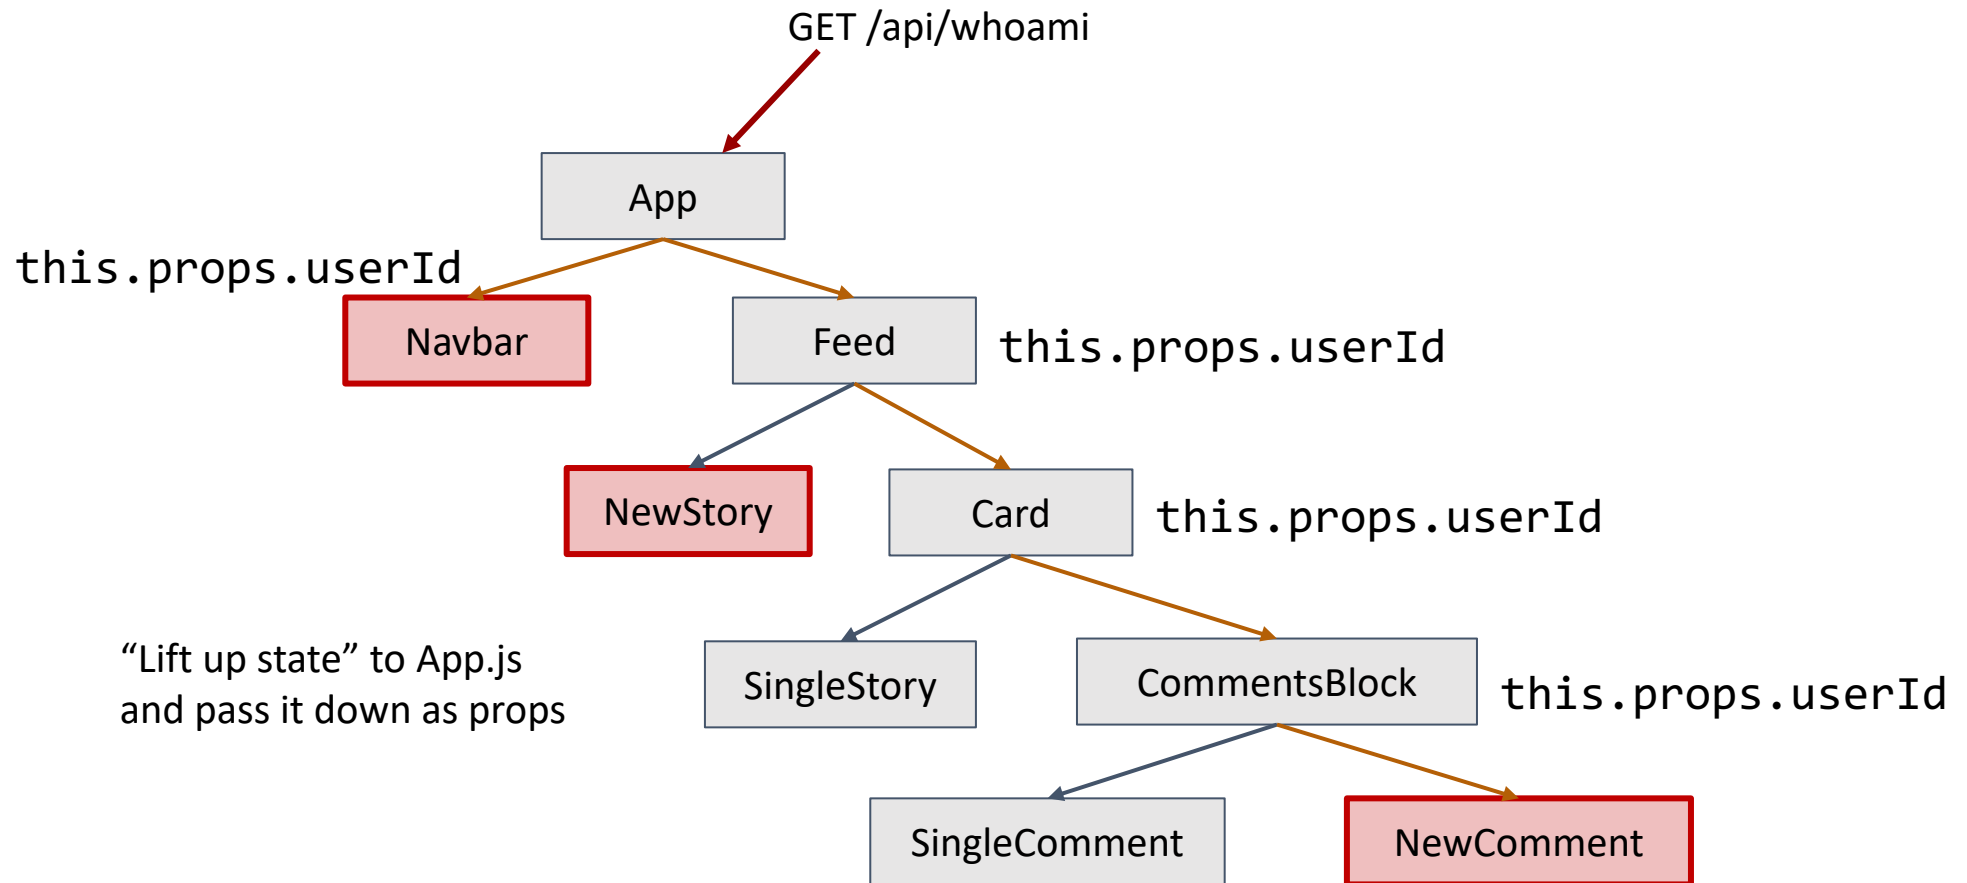 GET /api/whoami
App
this.props.userId
Navbar
Feed
this.props.userId
NewStory
Card
this.props.userId
“Lift up state” to App.js
and pass it down as props
SingleStory
CommentsBlock
this.props.userId
SingleComment
NewComment